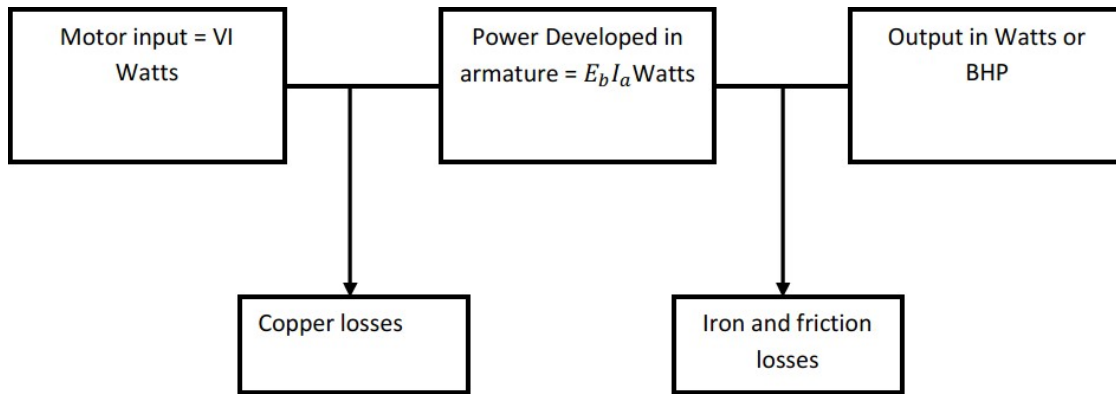 Motor input = VI
Watts
Power Developed in
armature = E_b I_a Watts
Output in Watts or
BHP
Copper losses
Iron and friction
losses